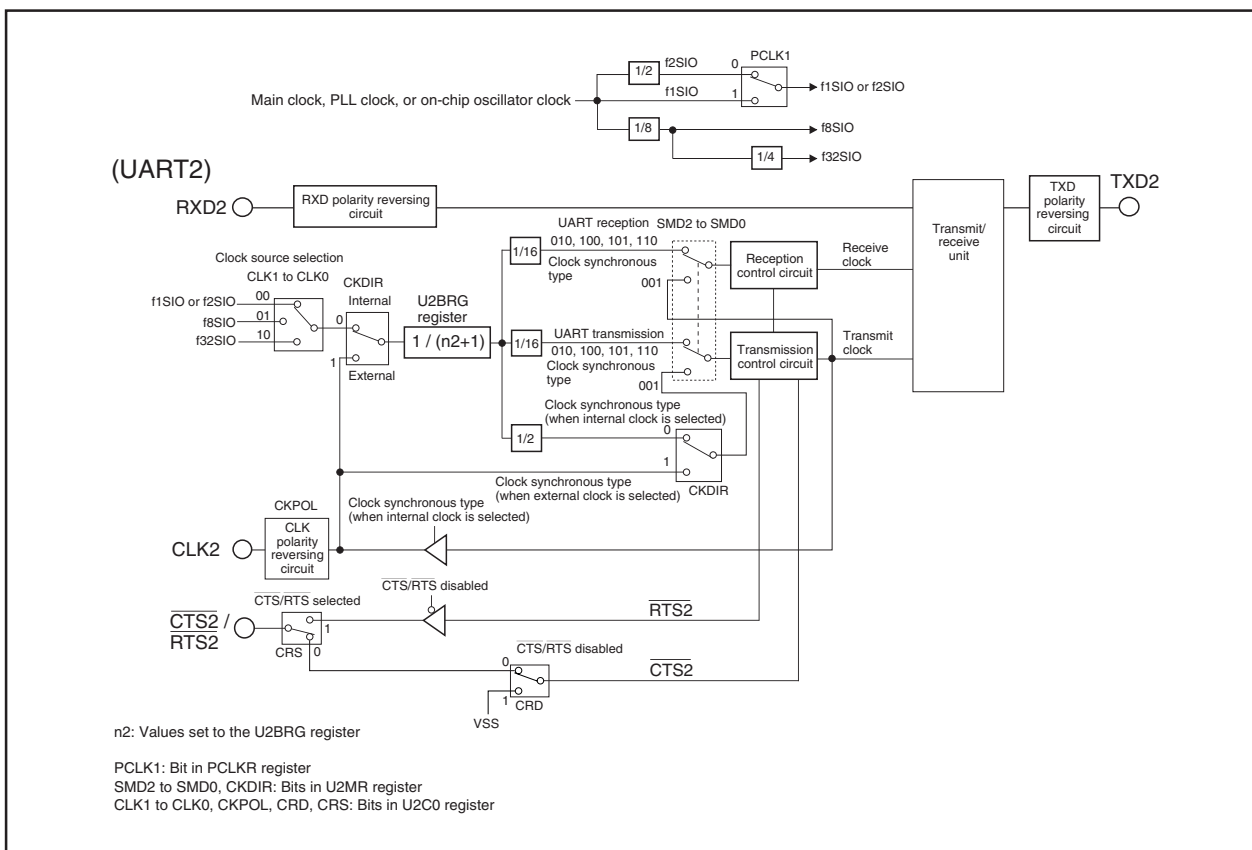 PCLK1
f2SIO
0
1/2
f1SIO or f2SIO
f1SIO
1
Main clock, PLL clock, or on-chip oscillator clock
1/8
f8SIO
1/4
f32SIO
(UART2)
RXD2
RXD polarity reversing
circuit
TXD
polarity
reversing
circuit
TXD2
Transmit/
receive
unit
UART reception
SMD2 to SMD0
010, 100, 101, 110
1/16
Clock synchronous
type
001
Reception
control circuit
Receive
clock
Clock source selection
CLK1 to CLK0
f1SIO or f2SIO
00
f8SIO
01
f32SIO
10
CKDIR
Internal
0
1
External
U2BRG
register
1 / (n2+1)
UART transmission
1/16
010, 100, 101, 110
Clock synchronous
type
001
Transmission
control circuit
Transmit
clock
Clock synchronous type
(when internal clock is selected)
0
1/2
1
CKDIR
Clock synchronous type
(when external clock is selected)
CKPOL
Clock synchronous type
(when internal clock is selected)
CLK2
CLK
polarity
reversing
circuit
CTS/RTS disabled
CTS/RTS selected
CTS2 /
RTS2
1
CRS
0
RTS2
CTS/RTS disabled
0
CTS2
1
CRD
VSS
n2: Values set to the U2BRG register
PCLK1: Bit in PCLKR register
SMD2 to SMD0, CKDIR: Bits in U2MR register
CLK1 to CLK0, CKPOL, CRD, CRS: Bits in U2C0 register